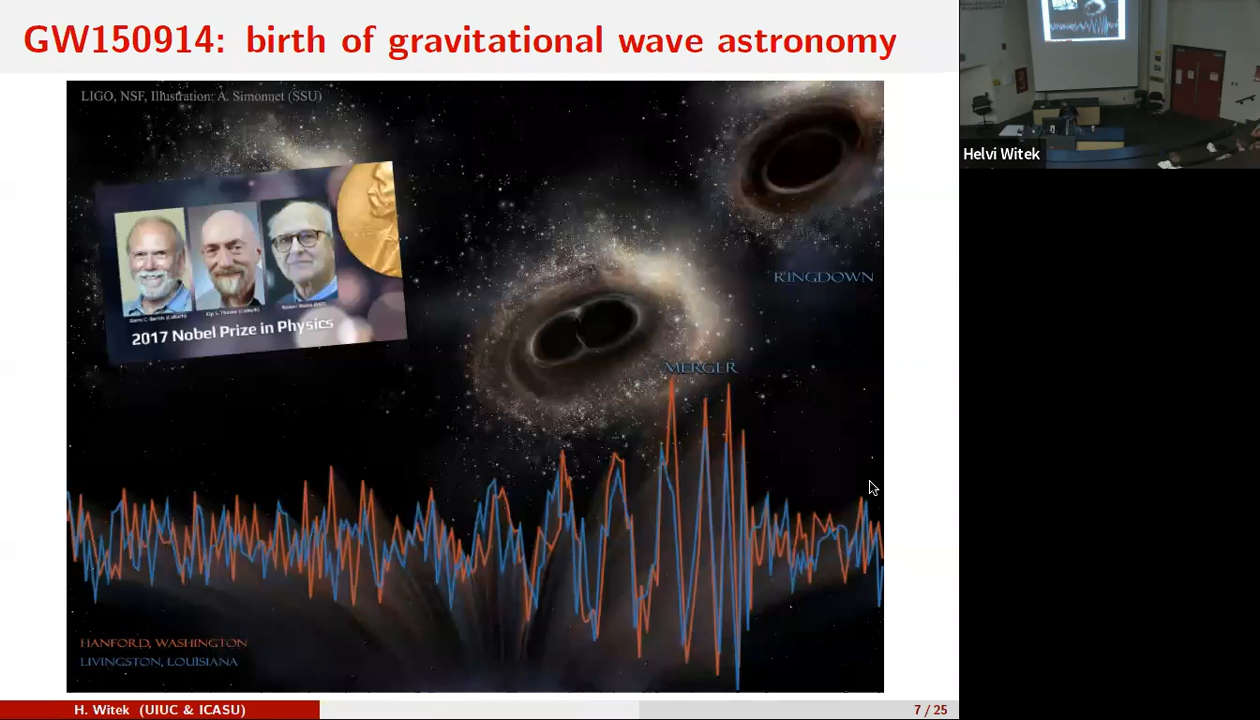 GW150914: birth of gravitational wave astronomy
LIGO, NSF, Illustration: A. Simonnet (SSU)
Helvi Witek
2017 Nobel Prize in Physics
RINGDOWN
MERGER
HANFORD, WASHINGTON
LIVINGSTON, LOUISIANA
H. Witek (UIUC & ICASU)
7 / 25